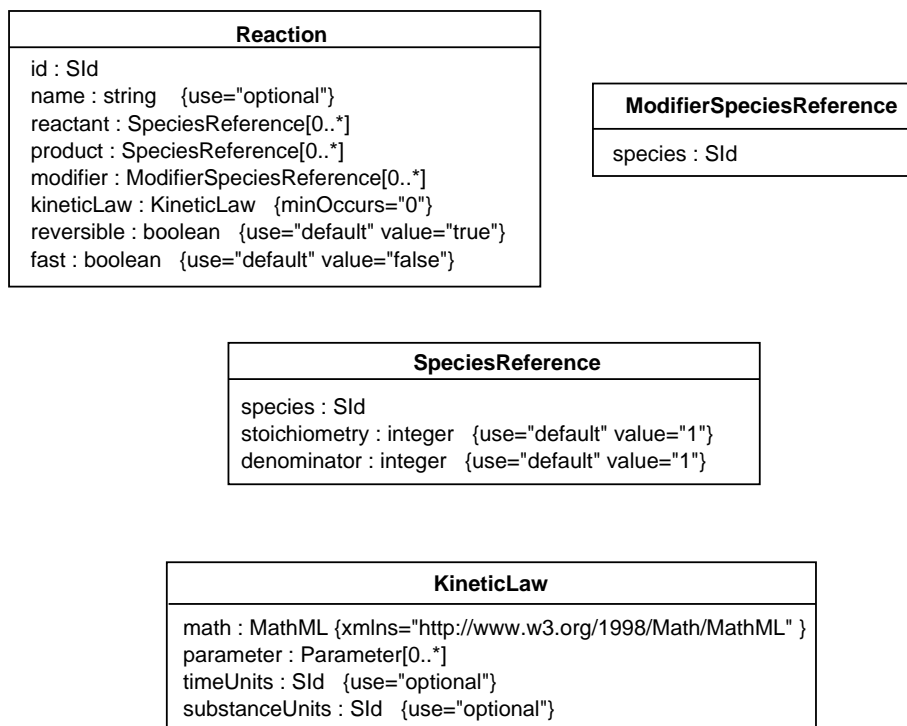 Reaction
id : SId
name : string {use="optional"}
reactant : SpeciesReference[0..*]
product : SpeciesReference[0..*]
modifier : ModifierSpeciesReference[0..*]
kineticLaw : KineticLaw {minOccurs="0"}
reversible : boolean {use="default" value="true"}
fast : boolean {use="default" value="false"}
ModifierSpeciesReference
species : SId
SpeciesReference
species : SId
stoichiometry : integer {use="default" value="1"}
denominator : integer {use="default" value="1"}
KineticLaw
math : MathML {xmlns="http://www.w3.org/1998/Math/MathML" }
parameter : Parameter[0..*]
timeUnits : SId {use="optional"}
substanceUnits : SId {use="optional"}